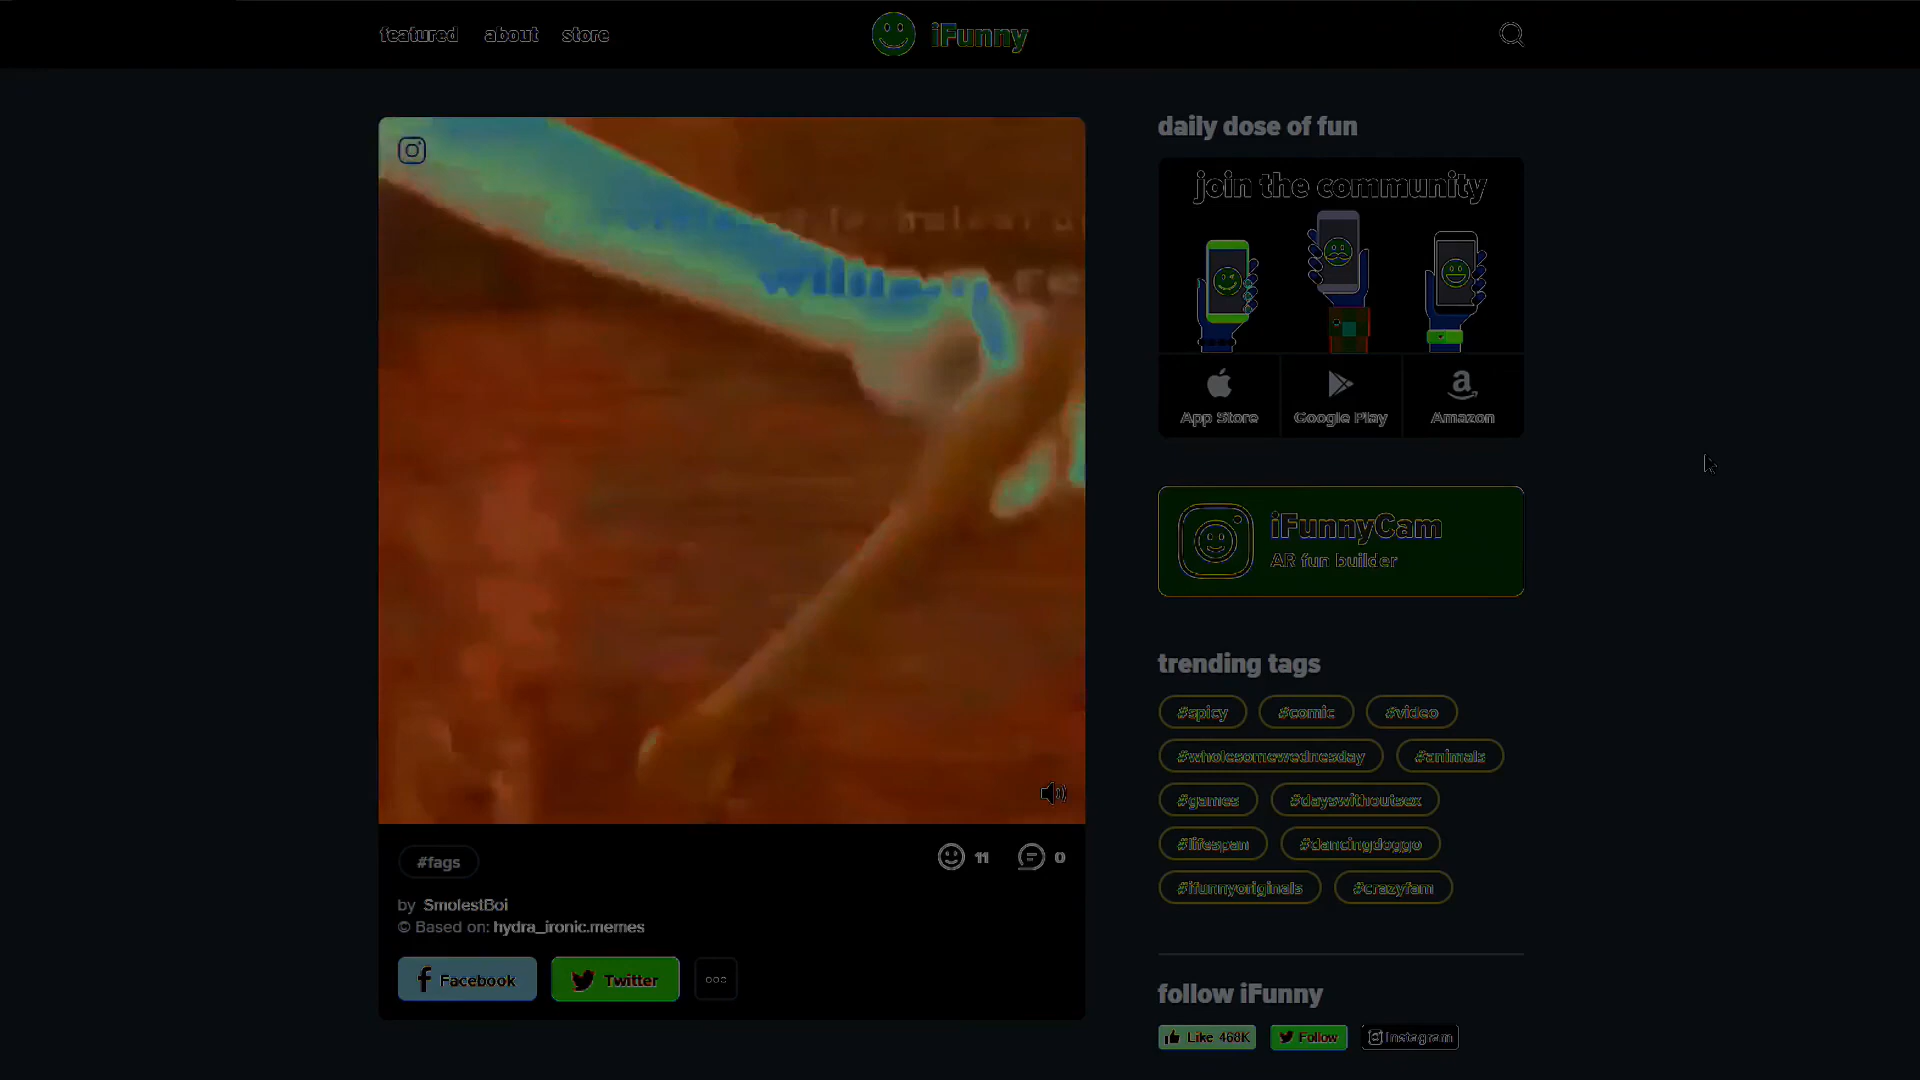 featured about store
iFunny
daily dose of fun
join the community
App Store Google Play Amazon
iFunnyCam
AR fun builder
trending tags
#spicy #comic #video
#wholesomewednesday #animals
#games #dayswithoutsex
#lifespan #dancingdoggo
#ifunnyoriginals #crazyfam
#fags
11 0
by SmolestBoi
© Based on: hydra_ironic.memes
f Facebook Twitter
follow iFunny
Like 468K Follow Instagram